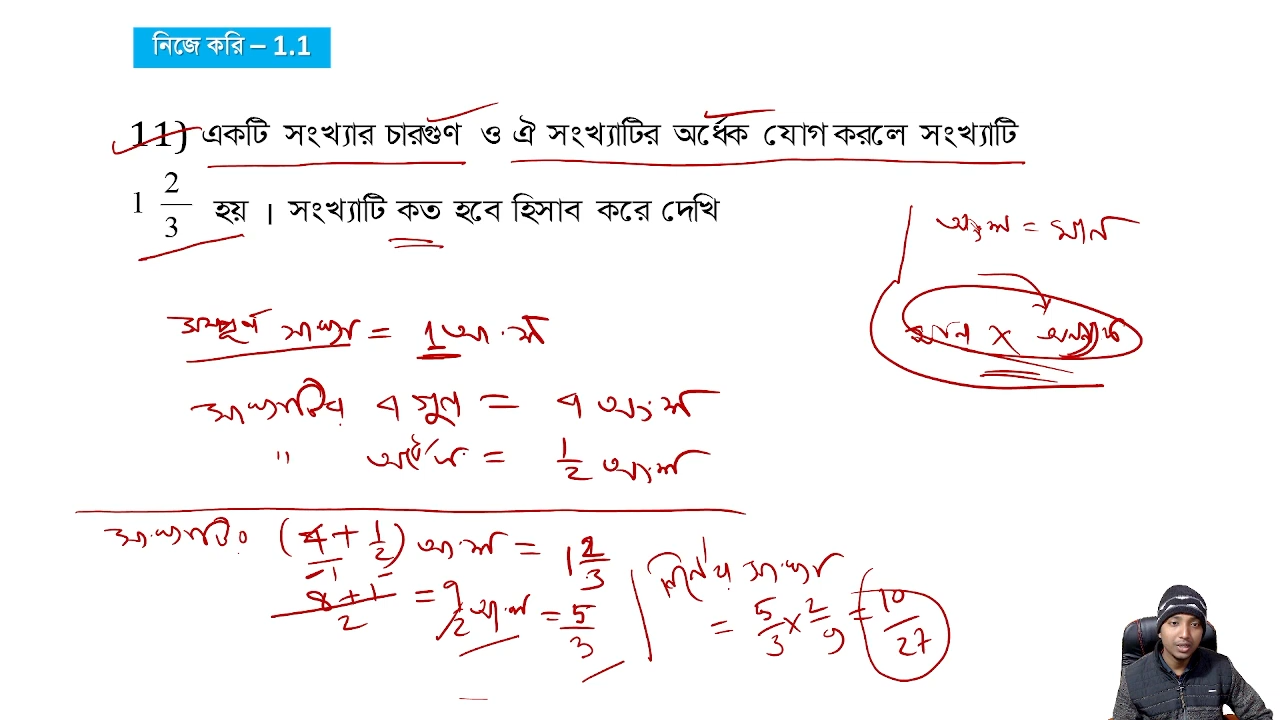 নিজে করি – 1.1
11) একটি সংখ্যার চারগুণ ও ঐ সংখ্যাটির অর্ধেক যোগ করলে সংখ্যাটি
1 2/3 হয় । সংখ্যাটি কত হবে হিসাব করে দেখি
অংশ = মান
মান ×
সম্পূর্ণ সংখ্যা = 1 অংশ
সংখ্যাটির ৪ গুণ = ৪ অংশ
" অর্ধেক = 1/2 অংশ
সংখ্যাটির (4 + 1/2) অংশ = 1 2/3
8+1/2 = 9/2 অংশ = 5/3
নির্ণেয় সংখ্যা
= 5/3 × 2/9 = 10/27